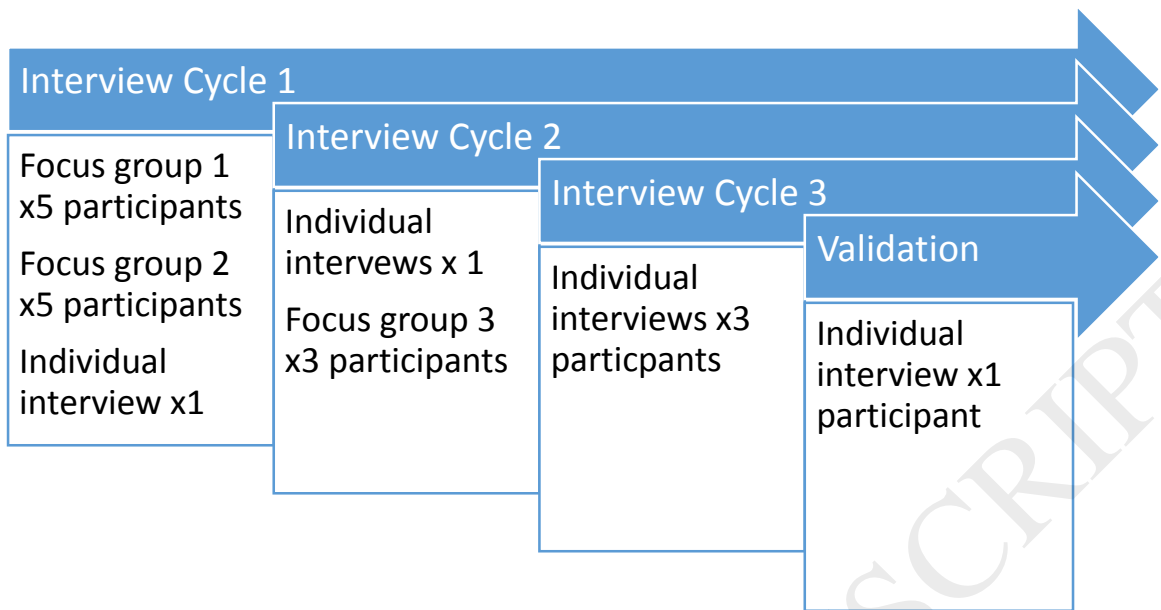 Interview Cycle 1
Focus group 1
x5 participants
Focus group 2
x5 participants
Individual
interview x1
Interview Cycle 2
Individual
intervews x 1
Focus group 3
x3 participants
Interview Cycle 3
Individual
interviews x3
particpants
Validation
Individual
interview x1
participant
SCRIPT